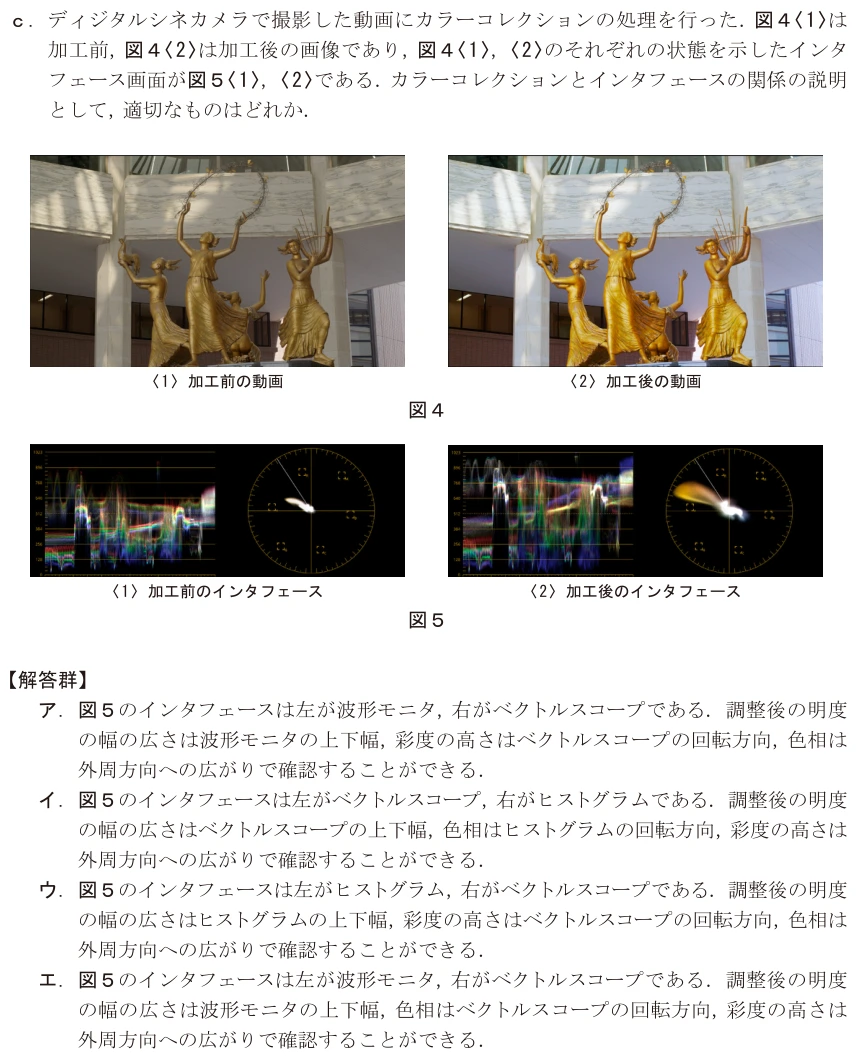 c．ディジタルシネカメラで撮影した動画にカラーコレクションの処理を行った．図4〈1〉は
加工前，図4〈2〉は加工後の画像であり，図4〈1〉，〈2〉のそれぞれの状態を示したインタ
フェース画面が図5〈1〉，〈2〉である．カラーコレクションとインタフェースの関係の説明
として，適切なものはどれか．
〈1〉加工前の動画
〈2〉加工後の動画
図4
〈1〉加工前のインタフェース
〈2〉加工後のインタフェース
図5
【解答群】
ア．図5のインタフェースは左が波形モニタ，右がベクトルスコープである．調整後の明度
の幅の広さは波形モニタの上下幅，彩度の高さはベクトルスコープの回転方向，色相は
外周方向への広がりで確認することができる．
イ．図5のインタフェースは左がベクトルスコープ，右がヒストグラムである．調整後の明度
の幅の広さはベクトルスコープの上下幅，色相はヒストグラムの回転方向，彩度の高さは
外周方向への広がりで確認することができる．
ウ．図5のインタフェースは左がヒストグラム，右がベクトルスコープである．調整後の明度
の幅の広さはヒストグラムの上下幅，彩度の高さはベクトルスコープの回転方向，色相は
外周方向への広がりで確認することができる．
エ．図5のインタフェースは左が波形モニタ，右がベクトルスコープである．調整後の明度
の幅の広さは波形モニタの上下幅，色相はベクトルスコープの回転方向，彩度の高さは
外周方向への広がりで確認することができる．